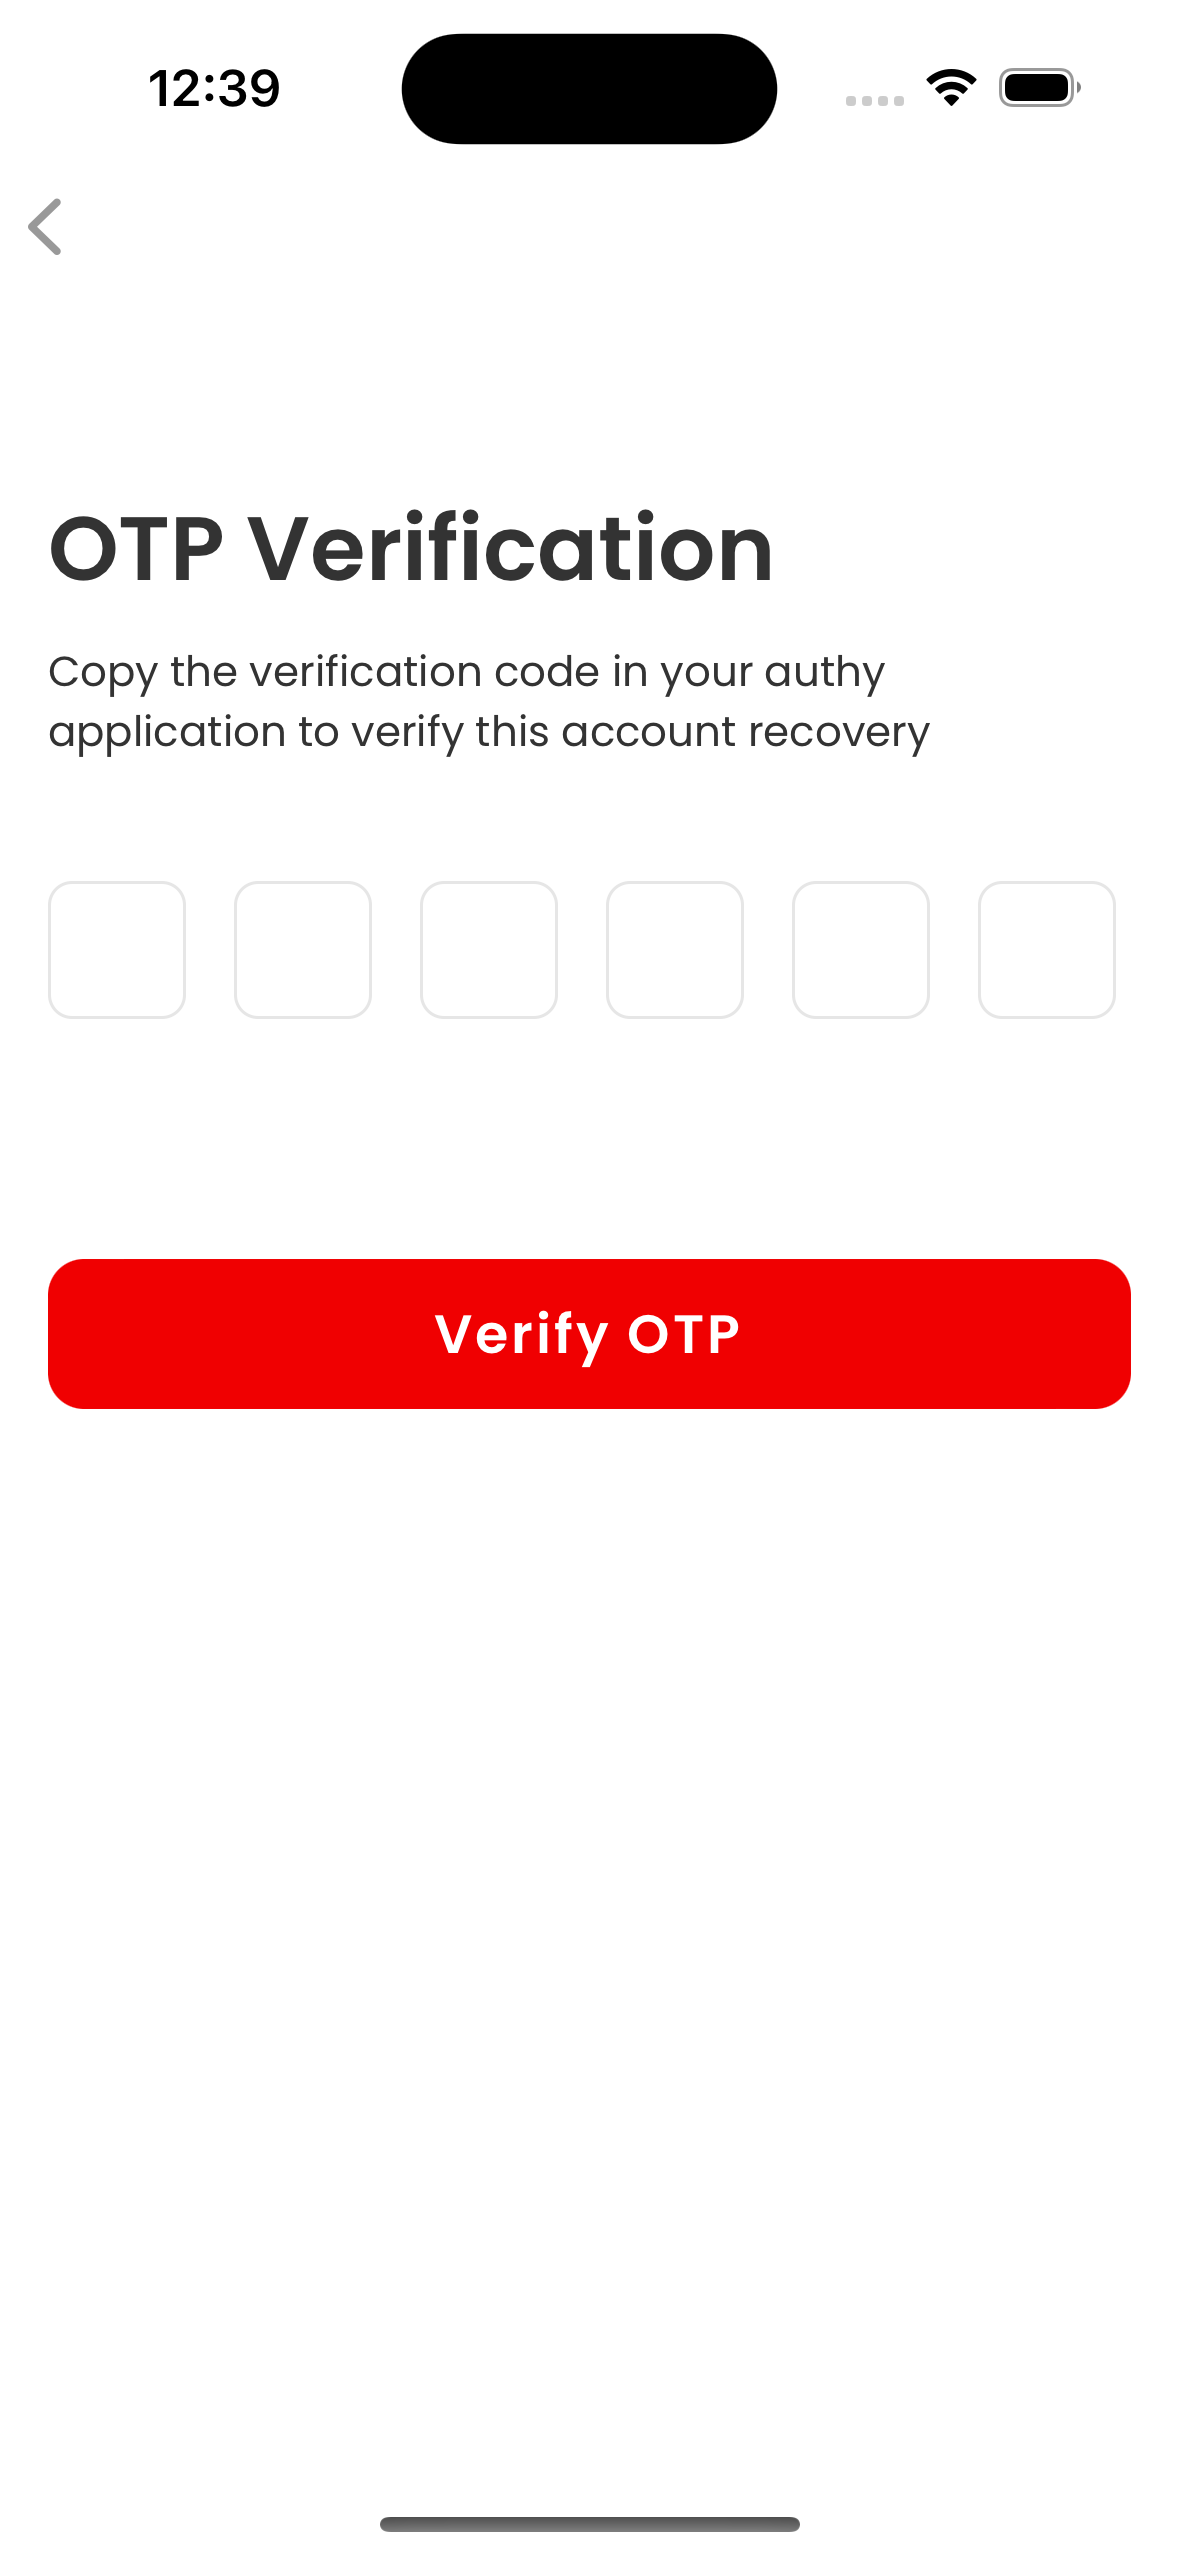 12:39
OTP Verification
Copy the verification code in your authy
application to verify this account recovery
Verify OTP